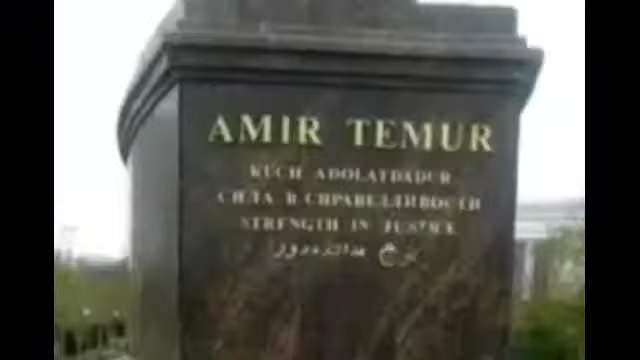 AMIR TEMUR
KUCH ADOLATDADUR
СИЛА В СПРАВЕДЛИВОСТИ
STRENGTH IN JUSTICE